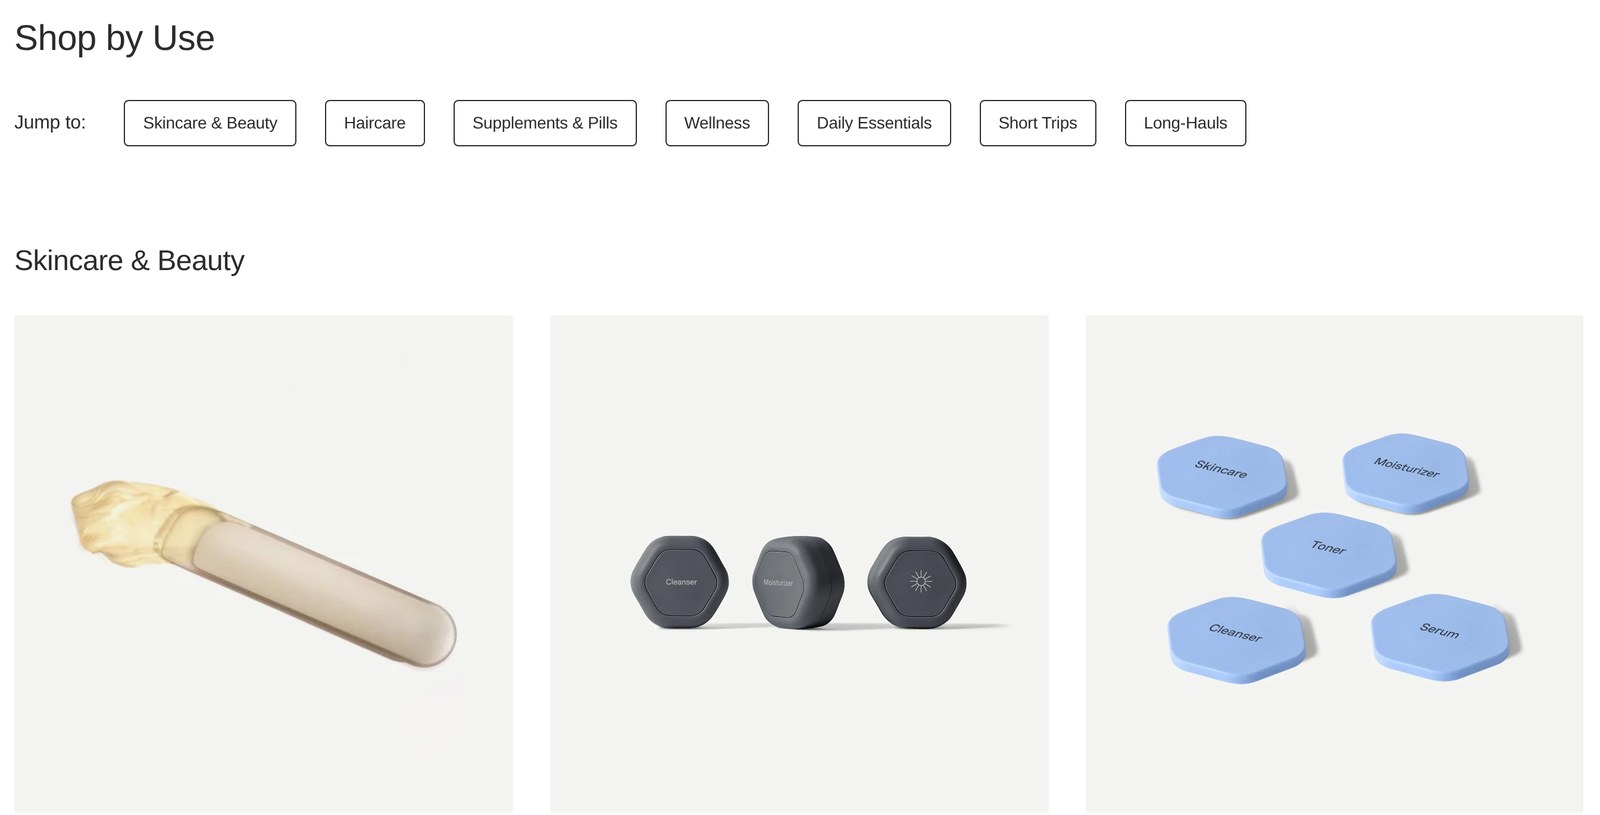 Shop by Use
Jump to:
Skincare & Beauty
Haircare
Supplements & Pills
Wellness
Daily Essentials
Short Trips
Long-Hauls
Skincare & Beauty
Cleanser
Moisturizer
Skincare
Moisturizer
Toner
Cleanser
Serum